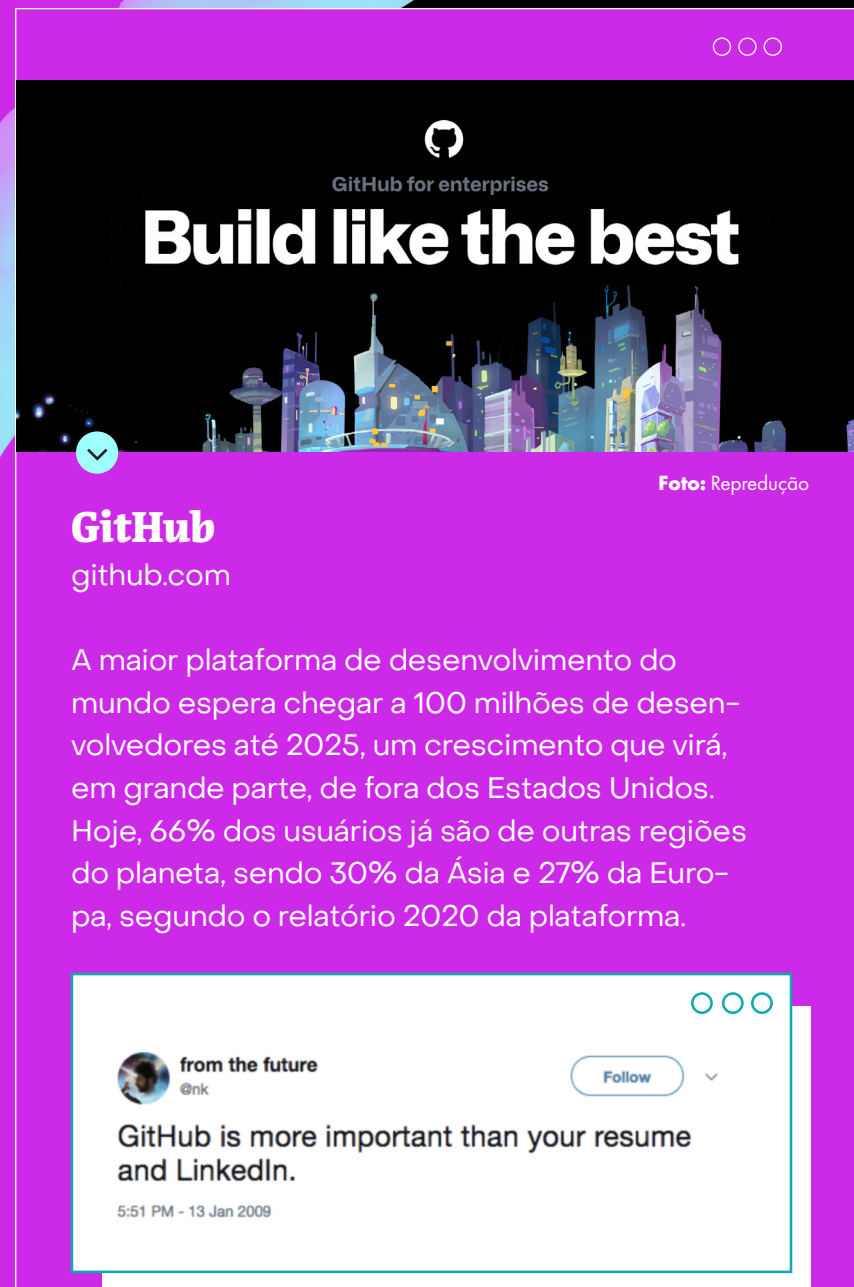 GitHub for enterprises
Build like the best
Foto: Repredução
GitHub
github.com
A maior plataforma de desenvolvimento do
mundo espera chegar a 100 milhões de desen-
volvedores até 2025, um crescimento que virá,
em grande parte, de fora dos Estados Unidos.
Hoje, 66% dos usuários já são de outras regiões
do planeta, sendo 30% da Ásia e 27% da Euro-
pa, segundo o relatório 2020 da plataforma.
from the future
@nk
Follow
GitHub is more important than your resume
and LinkedIn.
5:51 PM - 13 Jan 2009